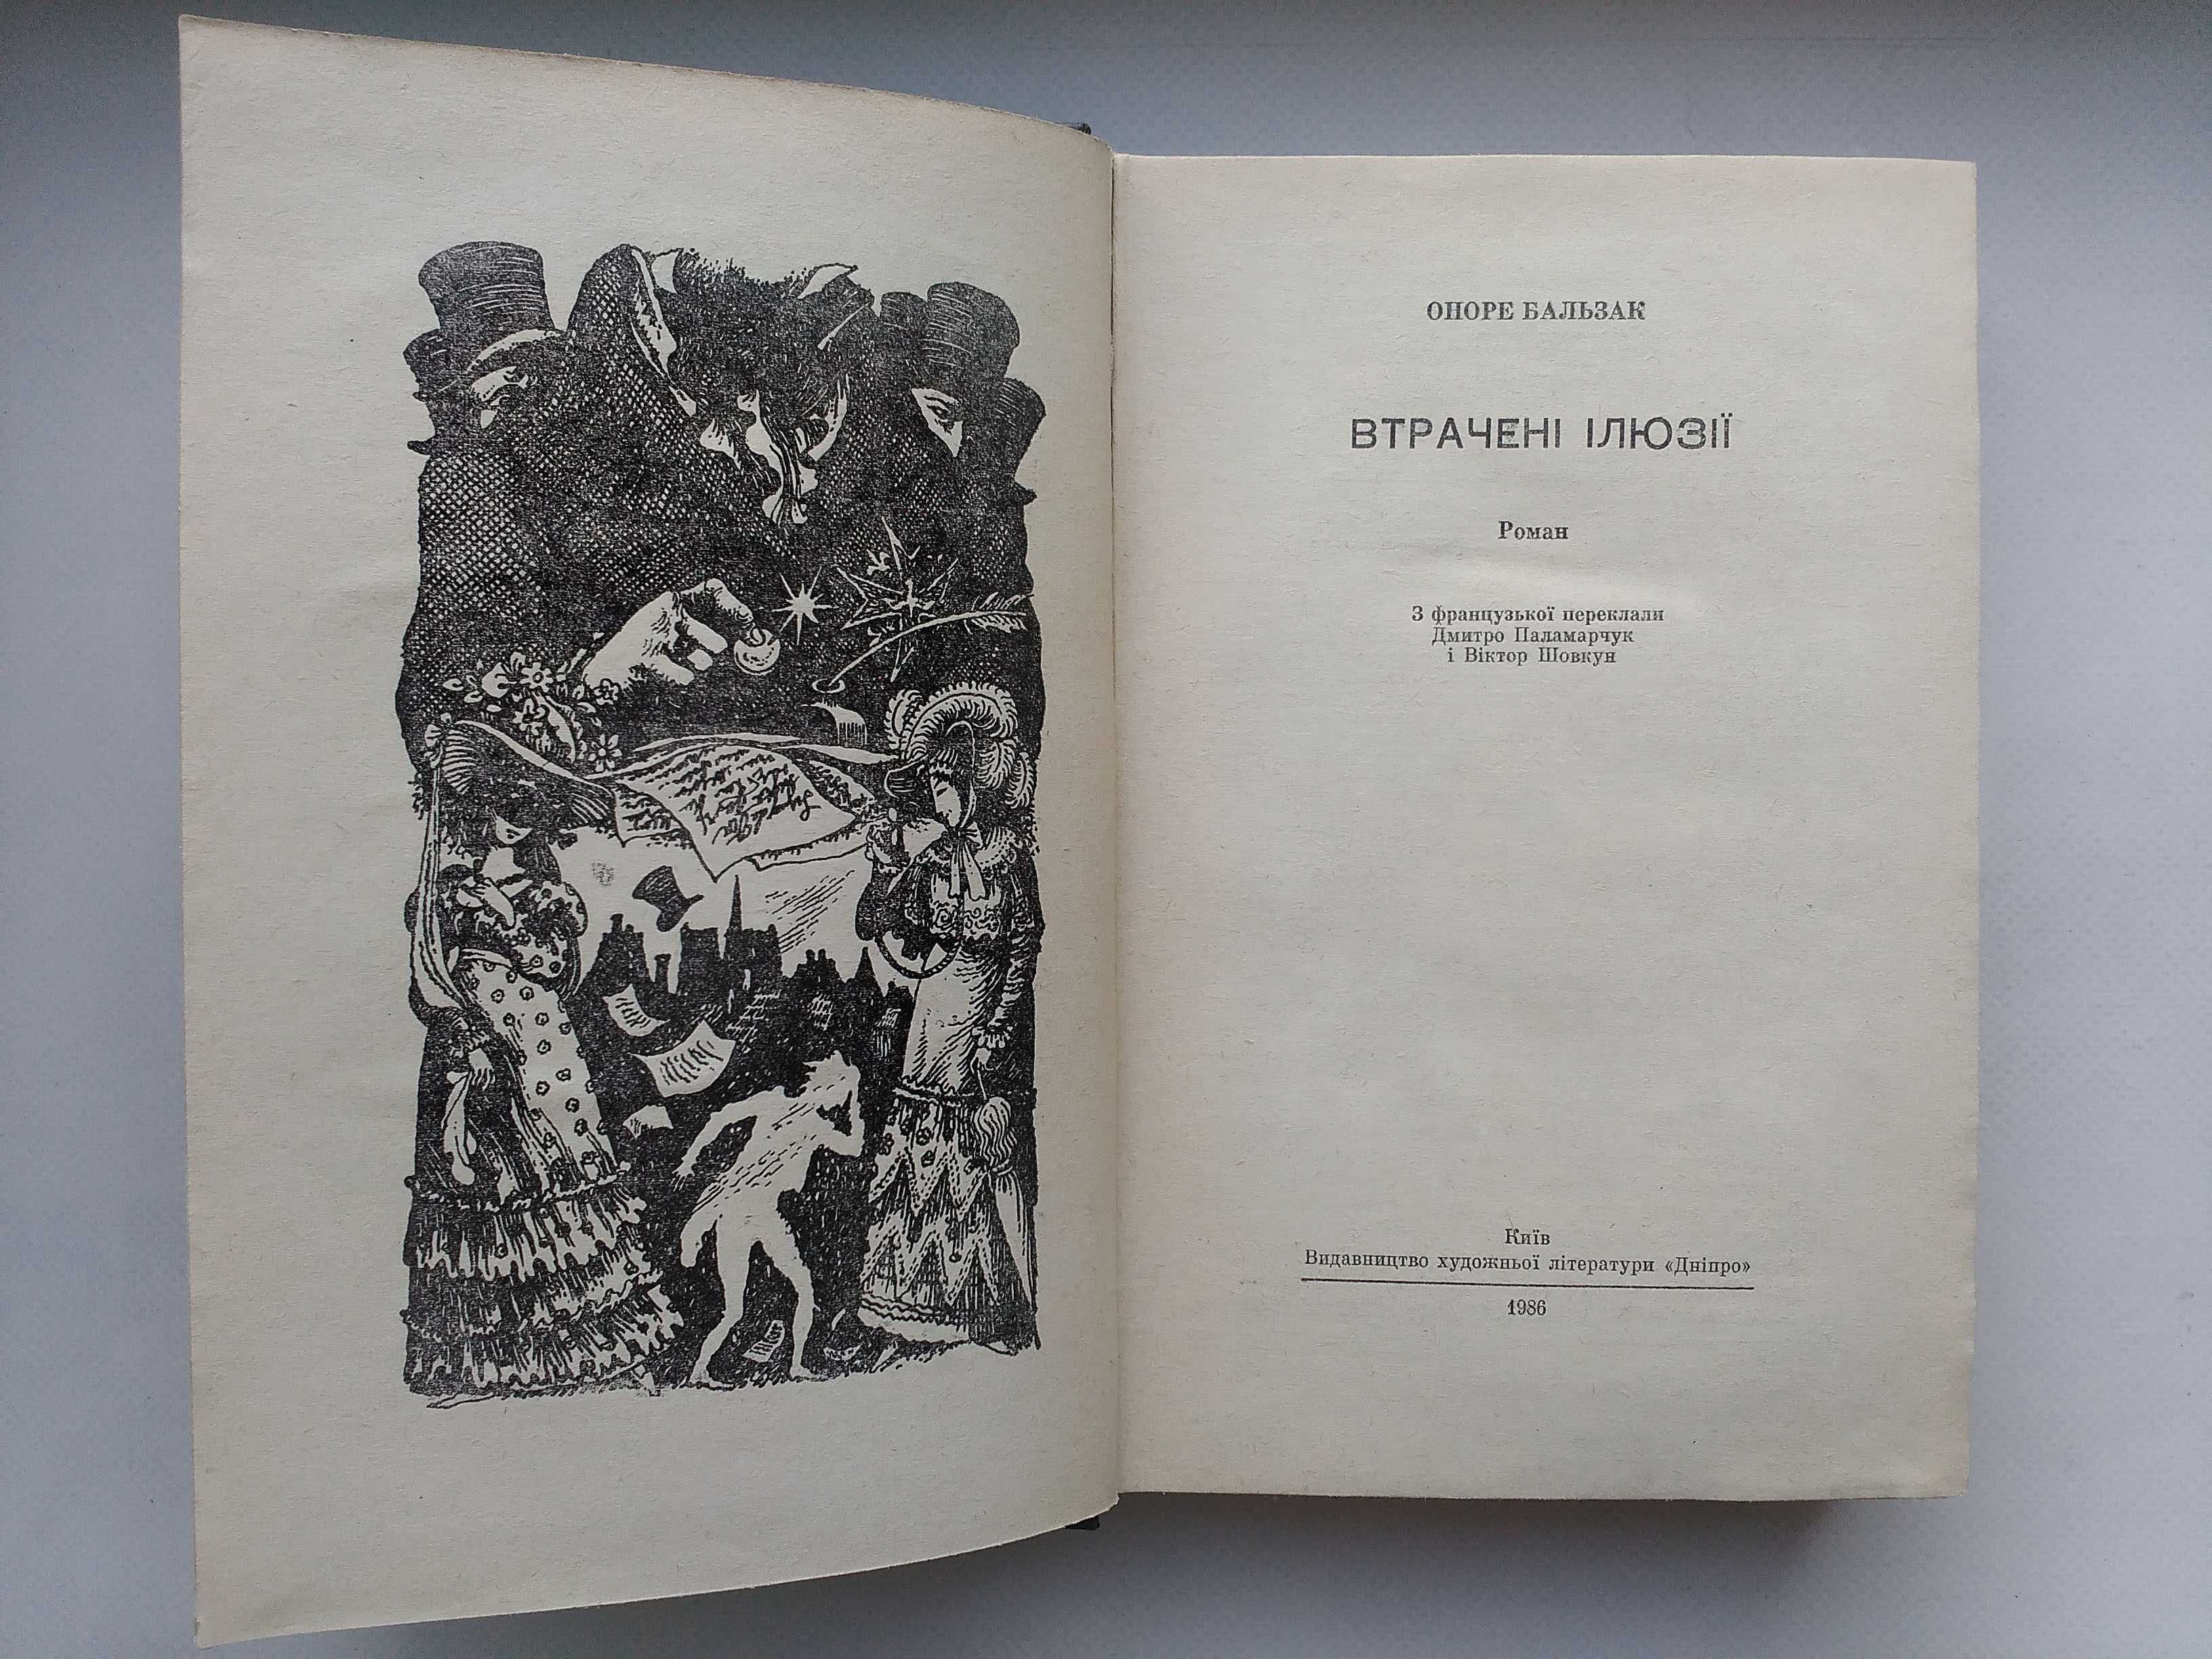 ОНОРЕ БАЛЬЗАК
ВТРАЧЕНІ ІЛЮЗІЇ
Роман
З французької переклали
Дмитро Паламарчук
і Віктор Шовкун
Київ
Видавництво художньої літератури «Дніпро»
1986